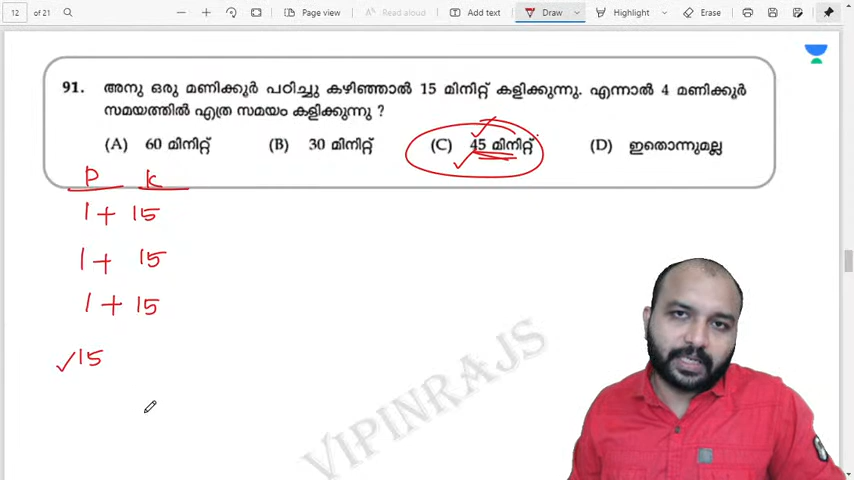 12 of 21 Page view A Read aloud Add text Draw Highlight Erase
91. അനു ഒരു മണിക്കൂർ പഠിച്ചു കഴിഞ്ഞാൽ 15 മിനിറ്റ് കളിക്കുന്നു. എന്നാൽ 4 മണിക്കൂർ
സമയത്തിൽ എത്ര സമയം കളിക്കുന്നു ?
(A) 60 മിനിറ്റ് (B) 30 മിനിറ്റ് (C) 45 മിനിറ്റ് (D) ഇതൊന്നുമല്ല
P K
1 + 15
1 + 15
1 + 15
15
VIPINRAJS